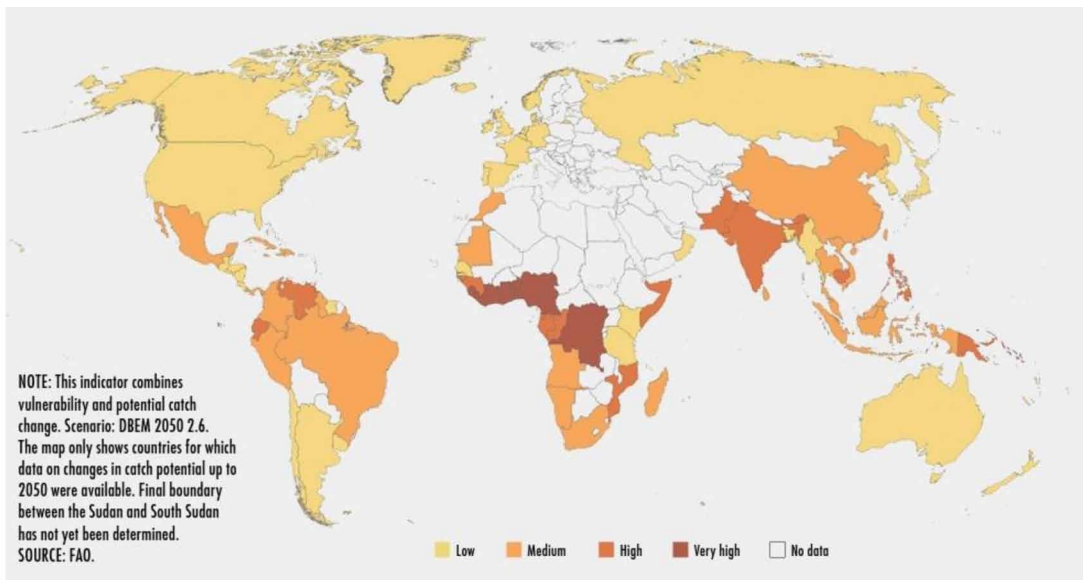 NOTE: This indicator combines
vulnerability and potential catch
change. Scenario: DBEM 2050 2.6.
The map only shows countries for which
data on changes in catch potential up to
2050 were available. Final boundary
between the Sudan and South Sudan
has not yet been determined.
SOURCE: FAO.
Low
Medium
High
Very high
No data